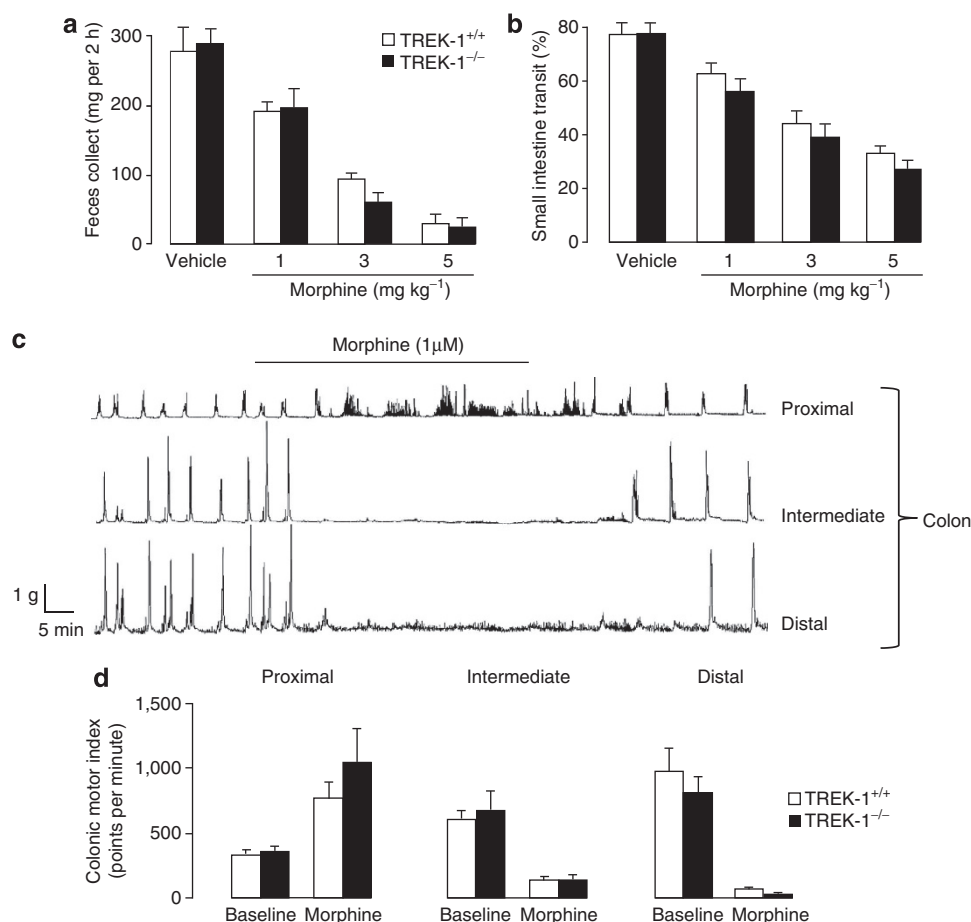 a
Feces collect (mg per 2 h)
300
200
100
0
TREK-1+/+
TREK-1−/−
Vehicle
1
3
5
Morphine (mg kg−1)
b
Small intestine transit (%)
80
60
40
20
0
Vehicle
1
3
5
Morphine (mg kg−1)
c
Morphine (1μM)
Proximal
Intermediate
Colon
Distal
1 g
5 min
d
Proximal
Intermediate
Distal
Colonic motor index
(points per minute)
1,500
1,000
500
0
TREK-1+/+
TREK-1−/−
Baseline Morphine
Baseline Morphine
Baseline Morphine